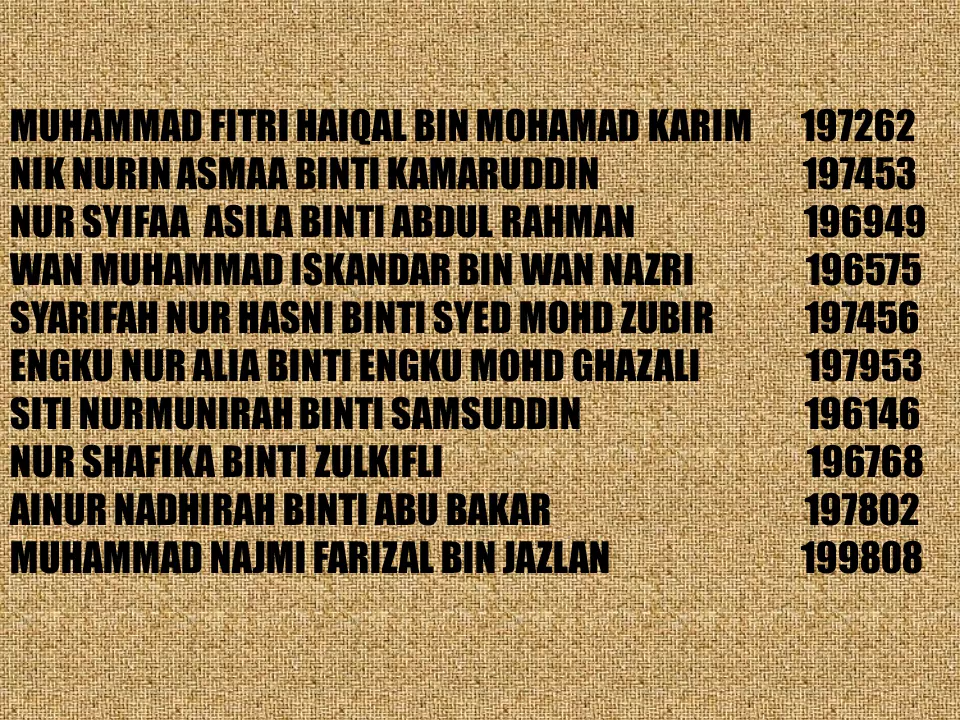 MUHAMMAD FITRI HAIQAL BIN MOHAMAD KARIM 197262
NIK NURIN ASMAA BINTI KAMARUDDIN 197453
NUR SYIFAA ASILA BINTI ABDUL RAHMAN 196949
WAN MUHAMMAD ISKANDAR BIN WAN NAZRI 196575
SYARIFAH NUR HASNI BINTI SYED MOHD ZUBIR 197456
ENGKU NUR ALIA BINTI ENGKU MOHD GHAZALI 197953
SITI NURMUNIRAH BINTI SAMSUDDIN 196146
NUR SHAFIKA BINTI ZULKIFLI 196768
AINUR NADHIRAH BINTI ABU BAKAR 197802
MUHAMMAD NAJMI FARIZAL BIN JAZLAN 199808